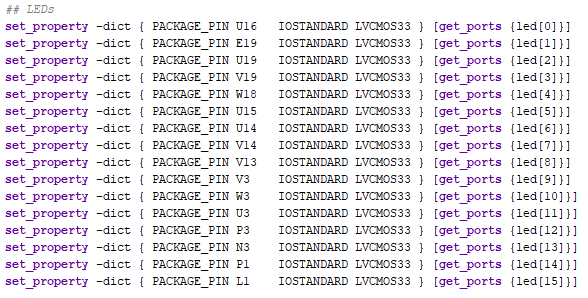 ## LEDs
set_property -dict { PACKAGE_PIN U16   IOSTANDARD LVCMOS33 } [get_ports {led[0]}]
set_property -dict { PACKAGE_PIN E19   IOSTANDARD LVCMOS33 } [get_ports {led[1]}]
set_property -dict { PACKAGE_PIN U19   IOSTANDARD LVCMOS33 } [get_ports {led[2]}]
set_property -dict { PACKAGE_PIN V19   IOSTANDARD LVCMOS33 } [get_ports {led[3]}]
set_property -dict { PACKAGE_PIN W18   IOSTANDARD LVCMOS33 } [get_ports {led[4]}]
set_property -dict { PACKAGE_PIN U15   IOSTANDARD LVCMOS33 } [get_ports {led[5]}]
set_property -dict { PACKAGE_PIN U14   IOSTANDARD LVCMOS33 } [get_ports {led[6]}]
set_property -dict { PACKAGE_PIN V14   IOSTANDARD LVCMOS33 } [get_ports {led[7]}]
set_property -dict { PACKAGE_PIN V13   IOSTANDARD LVCMOS33 } [get_ports {led[8]}]
set_property -dict { PACKAGE_PIN V3    IOSTANDARD LVCMOS33 } [get_ports {led[9]}]
set_property -dict { PACKAGE_PIN W3    IOSTANDARD LVCMOS33 } [get_ports {led[10]}]
set_property -dict { PACKAGE_PIN U3    IOSTANDARD LVCMOS33 } [get_ports {led[11]}]
set_property -dict { PACKAGE_PIN P3    IOSTANDARD LVCMOS33 } [get_ports {led[12]}]
set_property -dict { PACKAGE_PIN N3    IOSTANDARD LVCMOS33 } [get_ports {led[13]}]
set_property -dict { PACKAGE_PIN P1    IOSTANDARD LVCMOS33 } [get_ports {led[14]}]
set_property -dict { PACKAGE_PIN L1    IOSTANDARD LVCMOS33 } [get_ports {led[15]}]